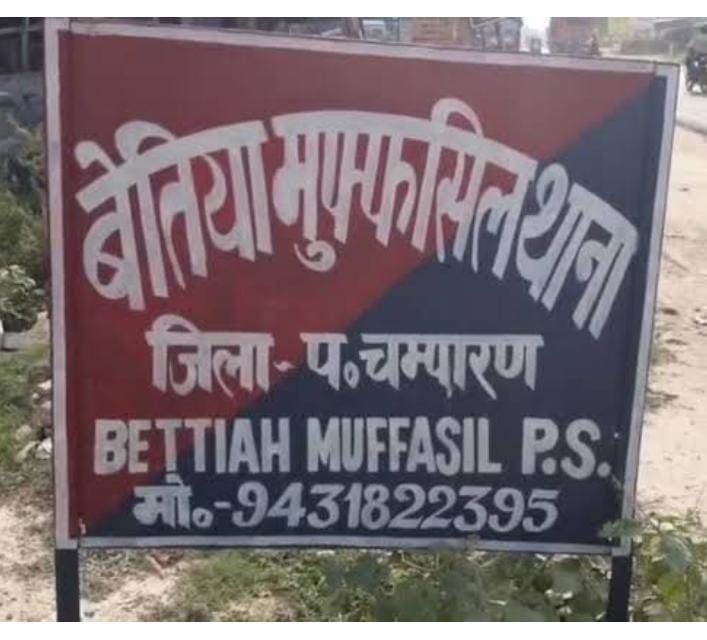 बेतिया मुफ्फसिल थाना
जिला - प॰ चम्पारण
BETTIAH MUFFASIL P.S.
मो॰-9431822395